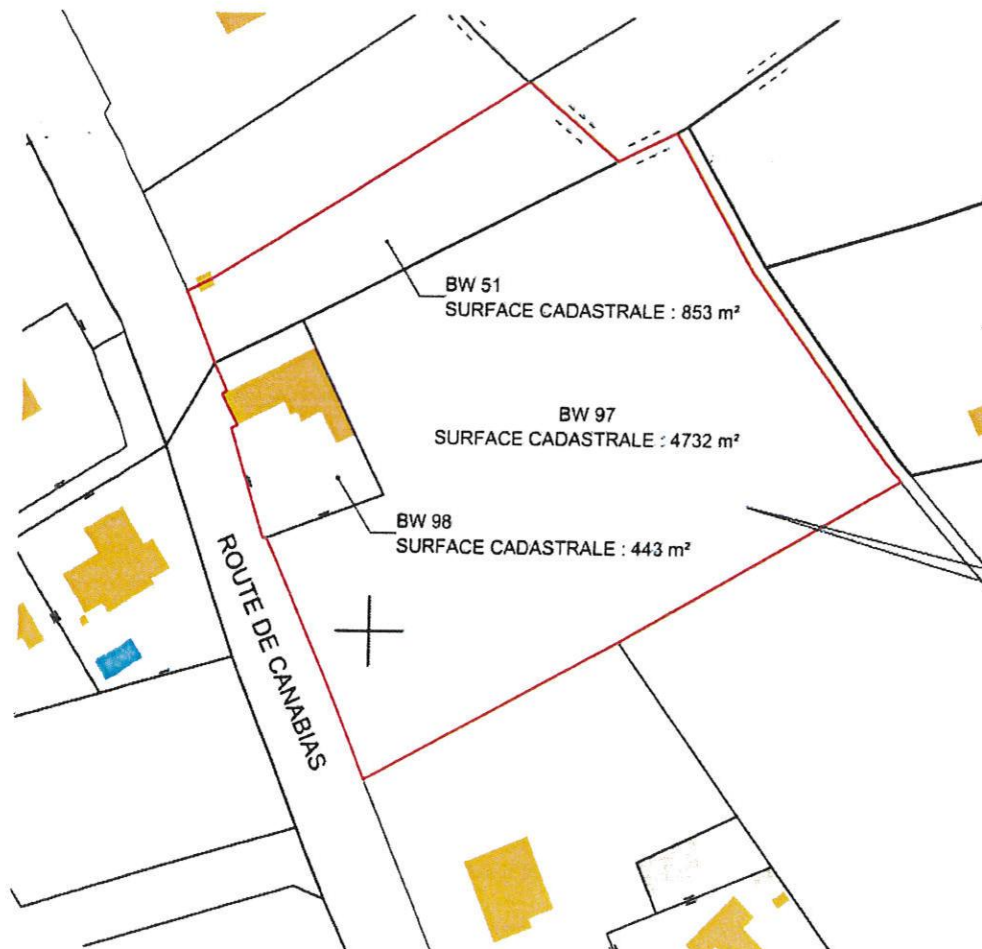 BW 51
SURFACE CADASTRALE : 853 m²
BW 97
SURFACE CADASTRALE : 4732 m²
BW 98
SURFACE CADASTRALE : 443 m²
ROUTE DE CANABIAS